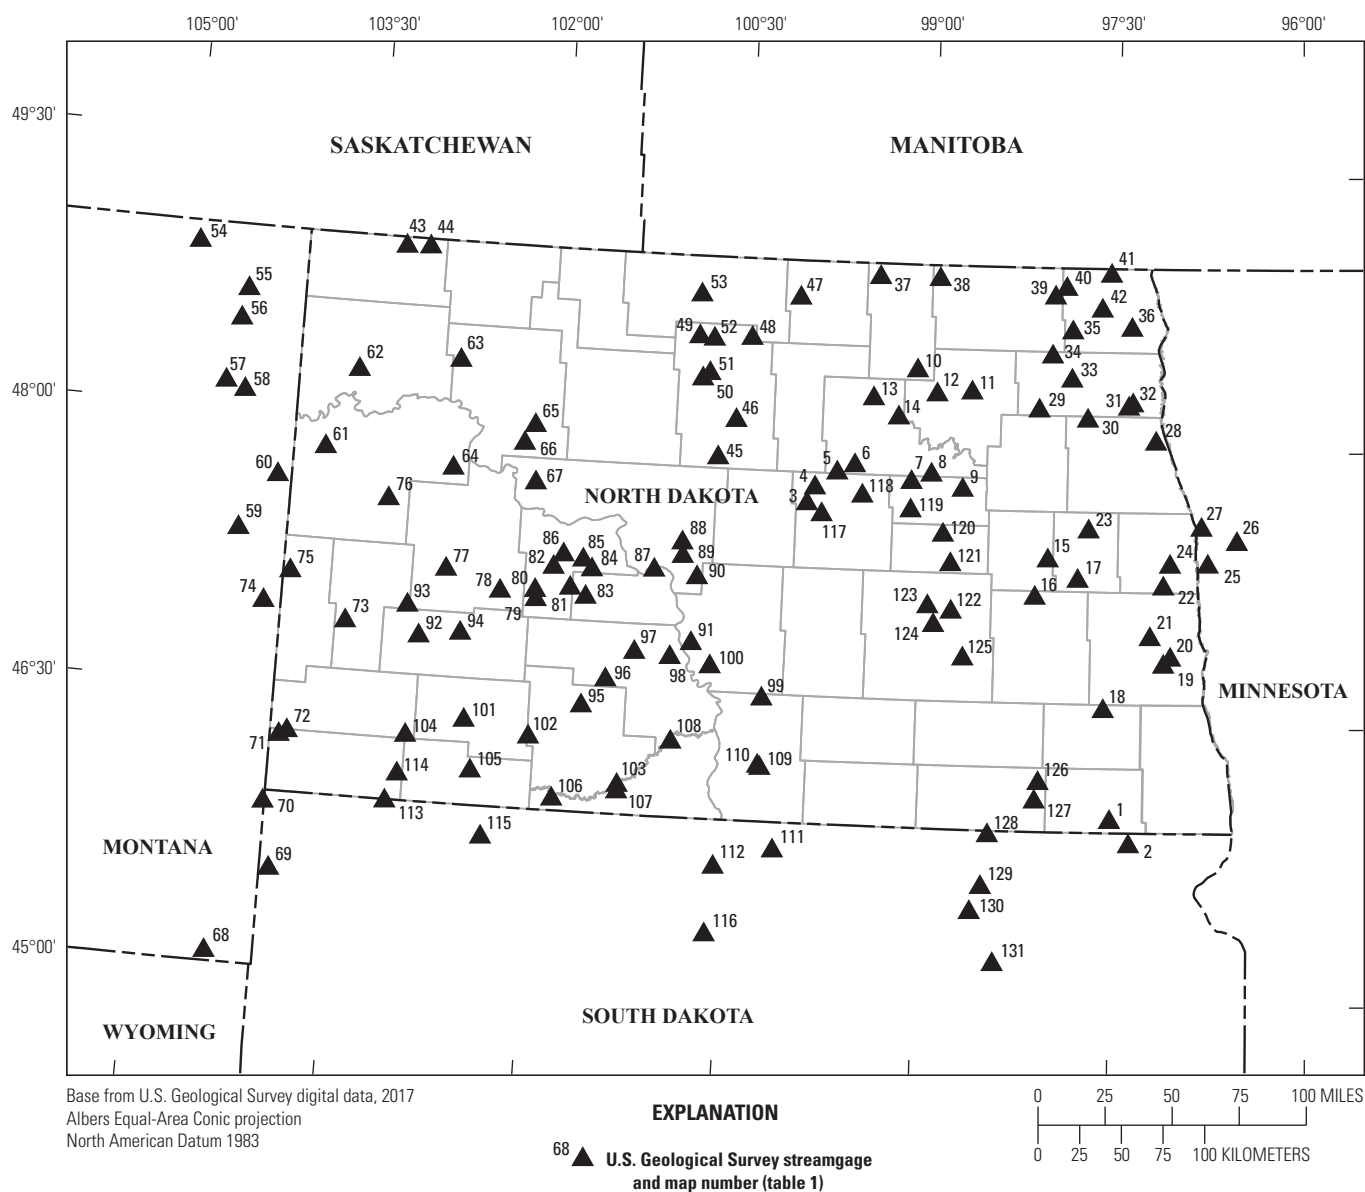 105°00' 103°30' 102°00' 100°30' 99°00' 97°30' 96°00'
49°30'
SASKATCHEWAN MANITOBA
54 43 44 41
55 53 47 37 38 39 40
56 42
49 52 48 35 36
62 63 34
57 51 10 33
58 50 13 12 11
48°00'
65 46 14 29 31 32
61 66 45 30 28
60 64 5 6 7 8
67 4 9
76 NORTH DAKOTA 3 118
59 117 119 23 27 26
88 120
86 85 89 15 24
75 77 82 84 87 121 25
74 78 80 90 17
93 79 81 83 123 122 16 22
73 92 94 124
97 91 21
98 100 125 20
46°30'
96 19
MINNESOTA
99
95 18
72 101
71 104 102 108
114 105 110 109
106 103 126
70 113 107 127
115 128 1
MONTANA 111 2
69 112
129
130
116
68
45°00'
131
SOUTH DAKOTA
WYOMING
Base from U.S. Geological Survey digital data, 2017
Albers Equal-Area Conic projection
North American Datum 1983
EXPLANATION
68 U.S. Geological Survey streamgage
and map number (table 1)
0 25 50 75 100 MILES
0 25 50 75 100 KILOMETERS